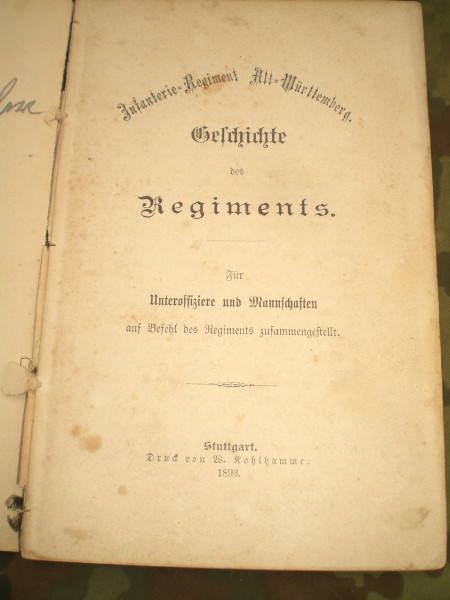 Infanterie-Regiment Alt-Württemberg.
Geschichte
des
Regiments.
Für
Unteroffiziere und Mannschaften
auf Befehl des Regiments zusammengestellt.
Stuttgart.
Druck von W. Kohlhammer.
1893.